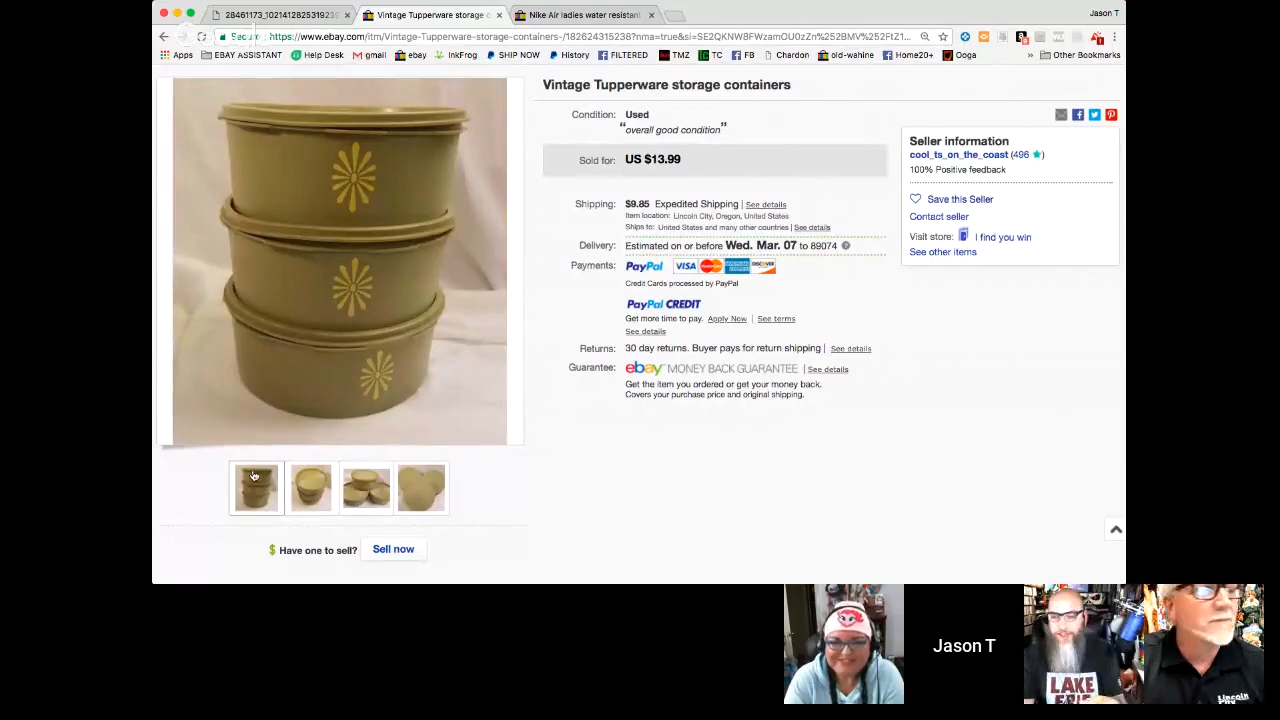 28461173_1021412825319239
Vintage Tupperware storage c
Nike Air ladies water resistant
Jason T
Secure
https://www.ebay.com/itm/Vintage-Tupperware-storage-containers-/182624315238?nma=true&si=SE2QKNW8FWzamOU0zZn%252BMV%252FtZ1...
Apps
EBAY ASSISTANT
Help Desk
InkFrog
ebay
gmail
SHIP NOW
History
FILTERED
TMZ
TC
FB
Chardon
old-wahine
Home20+
Ooga
»
Other Bookmarks
Vintage Tupperware storage containers
Condition: Used
“overall good condition”
Sold for: US $13.99
Shipping: $9.85 Expedited Shipping | See details
Item location: Lincoln City, Oregon, United States
Ships to: United States and many other countries | See details
Delivery: Estimated on or before Wed. Mar. 07 to 89074
Payments: PayPal VISA DISCOVER
Credit Cards processed by PayPal
PayPal CREDIT
Get more time to pay. Apply Now | See terms
See details
Returns: 30 day returns. Buyer pays for return shipping | See details
Guarantee: ebay MONEY BACK GUARANTEE | See details
Get the item you ordered or get your money back.
Covers your purchase price and original shipping.
Seller information
cool_ts_on_the_coast (496 )
100% Positive feedback
Save this Seller
Contact seller
Visit store: I find you win
See other items
$ Have one to sell? Sell now
Jason T
LAKE
Lincoln